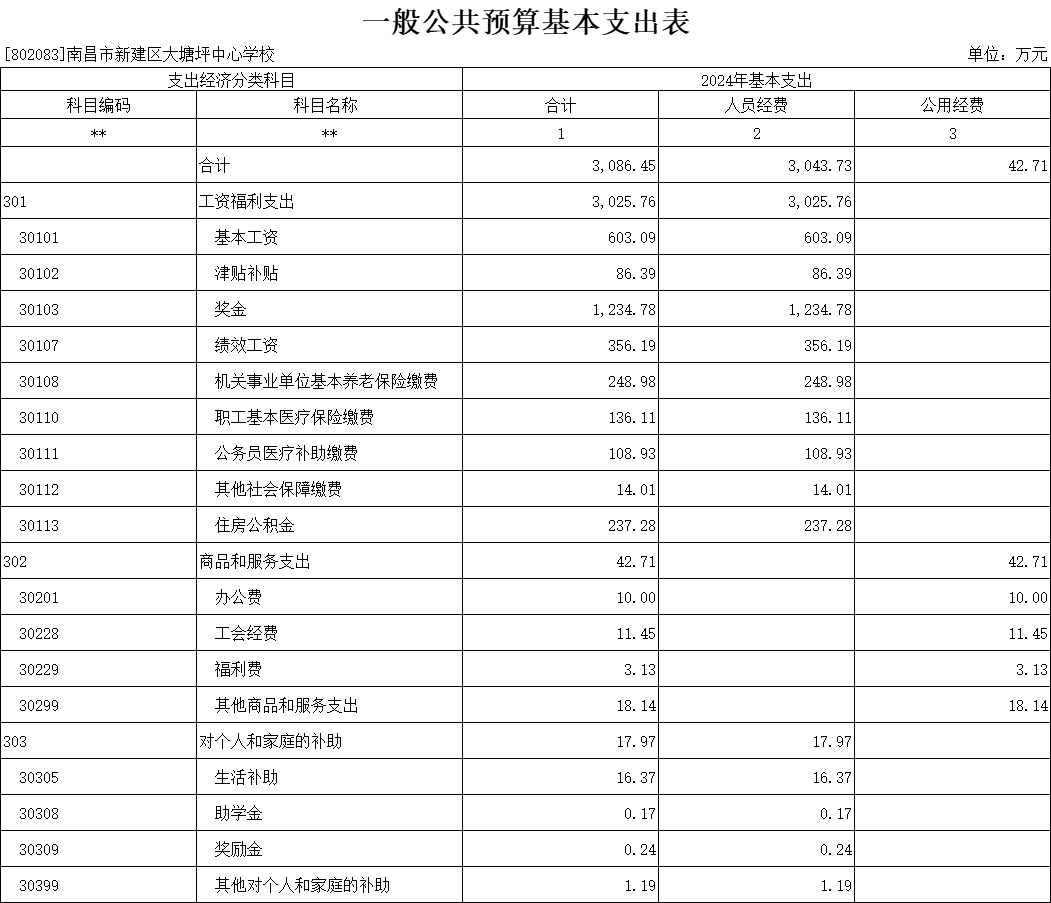 一般公共预算基本支出表
[802083]南昌市新建区大塘坪中心学校 单位：万元
支出经济分类科目 2024年基本支出
科目编码 科目名称 合计 人员经费 公用经费
** ** 1 2 3
合计 3,086.45 3,043.73 42.71
301 工资福利支出 3,025.76 3,025.76
30101 基本工资 603.09 603.09
30102 津贴补贴 86.39 86.39
30103 奖金 1,234.78 1,234.78
30107 绩效工资 356.19 356.19
30108 机关事业单位基本养老保险缴费 248.98 248.98
30110 职工基本医疗保险缴费 136.11 136.11
30111 公务员医疗补助缴费 108.93 108.93
30112 其他社会保障缴费 14.01 14.01
30113 住房公积金 237.28 237.28
302 商品和服务支出 42.71 42.71
30201 办公费 10.00 10.00
30228 工会经费 11.45 11.45
30229 福利费 3.13 3.13
30299 其他商品和服务支出 18.14 18.14
303 对个人和家庭的补助 17.97 17.97
30305 生活补助 16.37 16.37
30308 助学金 0.17 0.17
30309 奖励金 0.24 0.24
30399 其他对个人和家庭的补助 1.19 1.19